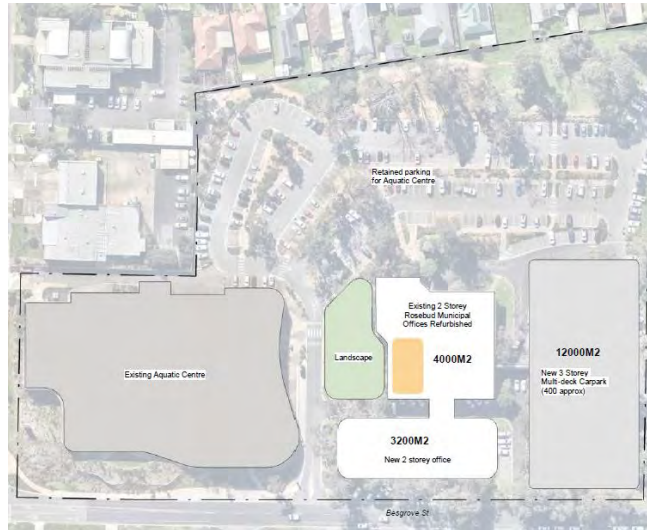 Retained parking
for Aquatic Centre
Existing 2 Storey
Rosebud Municipal
Offices Refurbished
4000M2
12000M2
New 3 Storey
Multi-deck Carpark
(400 approx)
Landscape
Existing Aquatic Centre
3200M2
New 2 storey office
Besgrove St